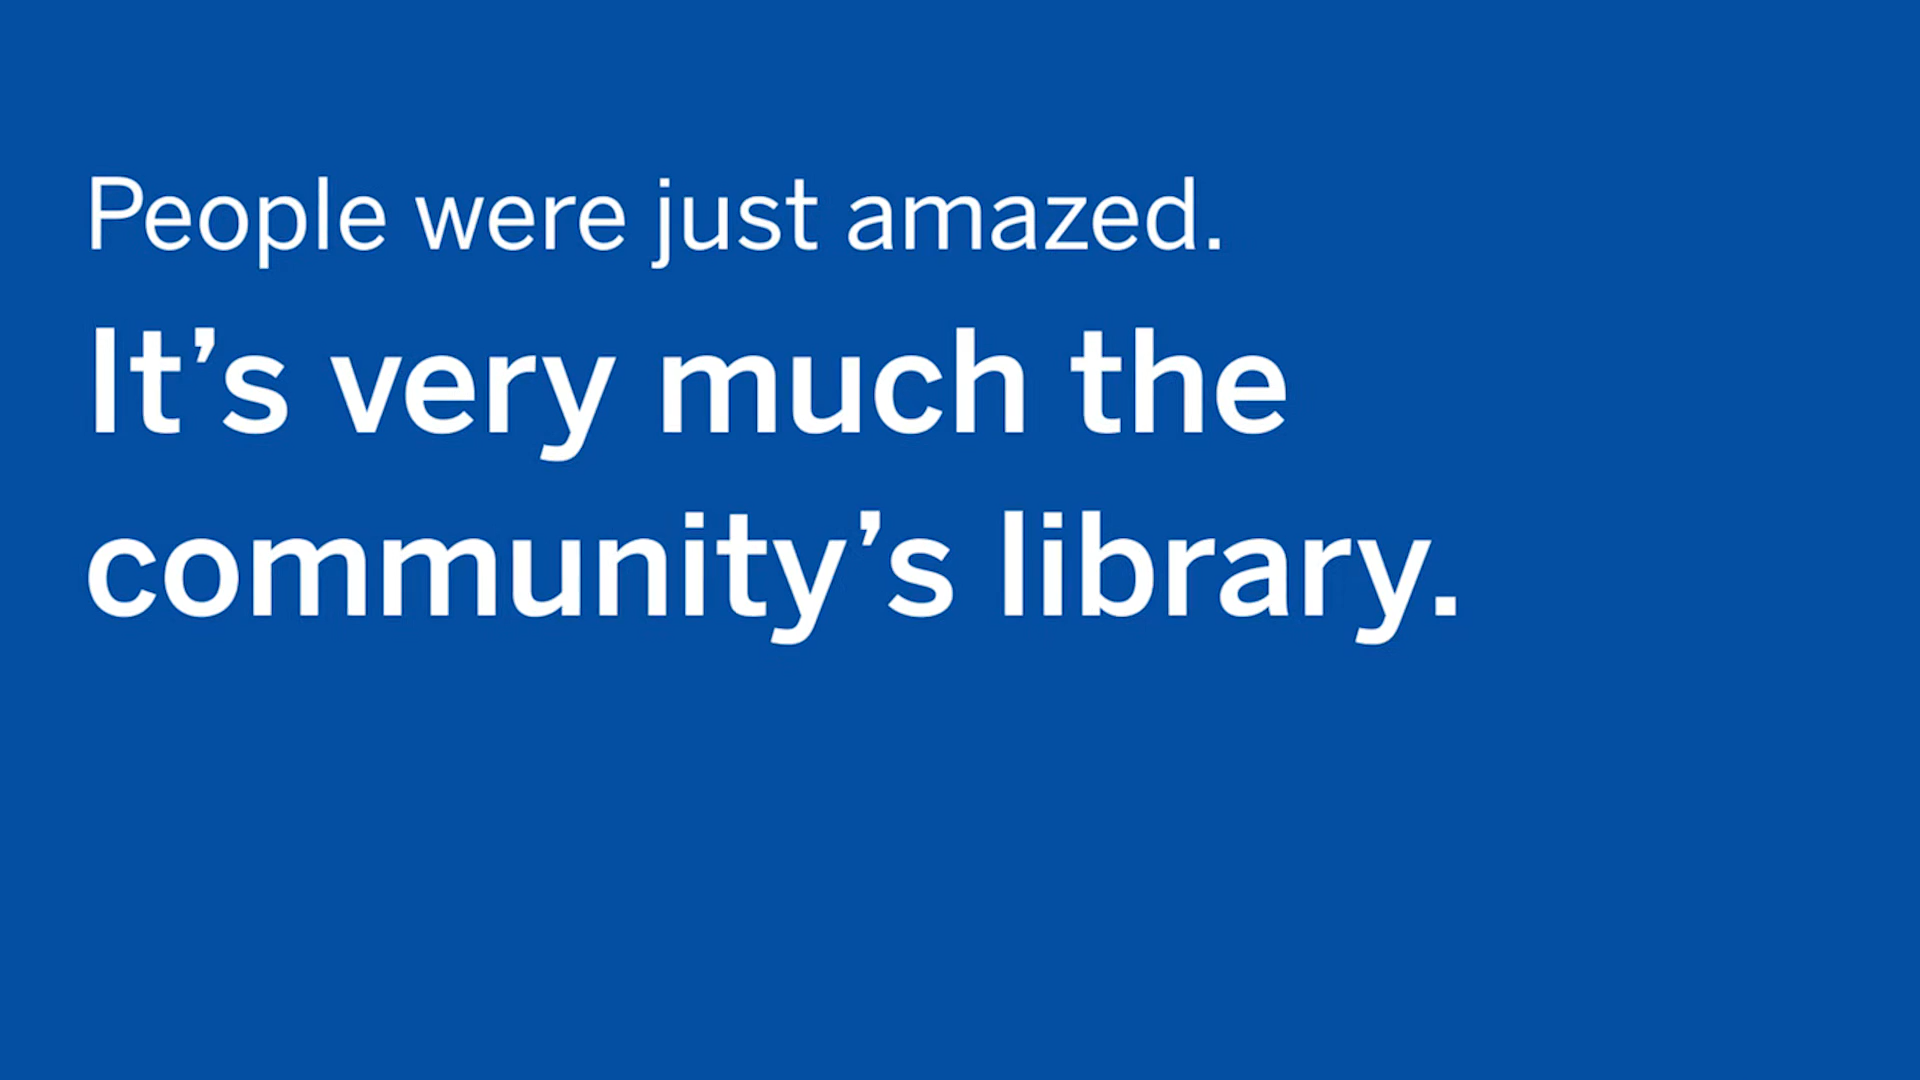 People were just amazed.
It’s very much the
community’s library.